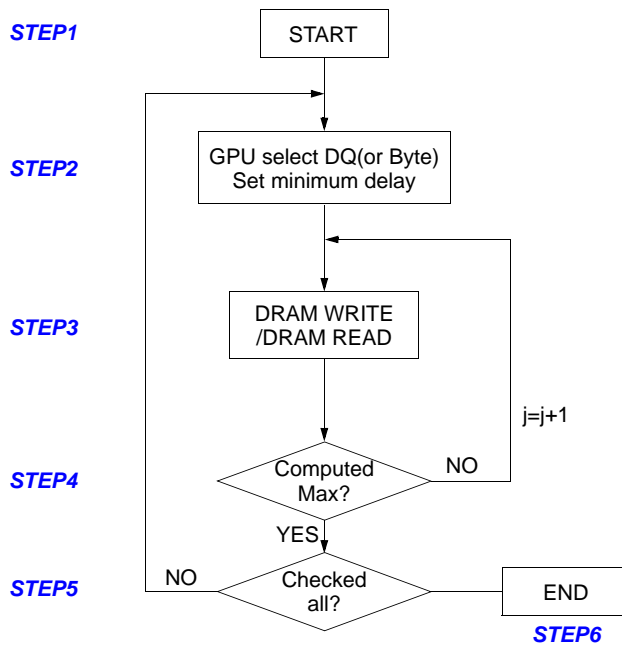 STEP1
START
STEP2
GPU select DQ(or Byte)
Set minimum delay
STEP3
DRAM WRITE
/DRAM READ
j=j+1
STEP4
Computed
Max?
NO
YES
STEP5
NO
Checked
all?
END
STEP6